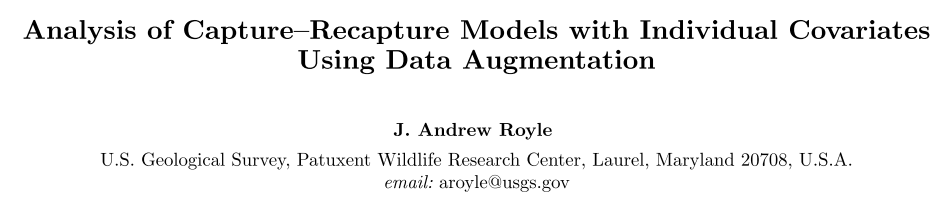 Analysis of Capture–Recapture Models with Individual Covariates
Using Data Augmentation
J. Andrew Royle
U.S. Geological Survey, Patuxent Wildlife Research Center, Laurel, Maryland 20708, U.S.A.
email: aroyle@usgs.gov